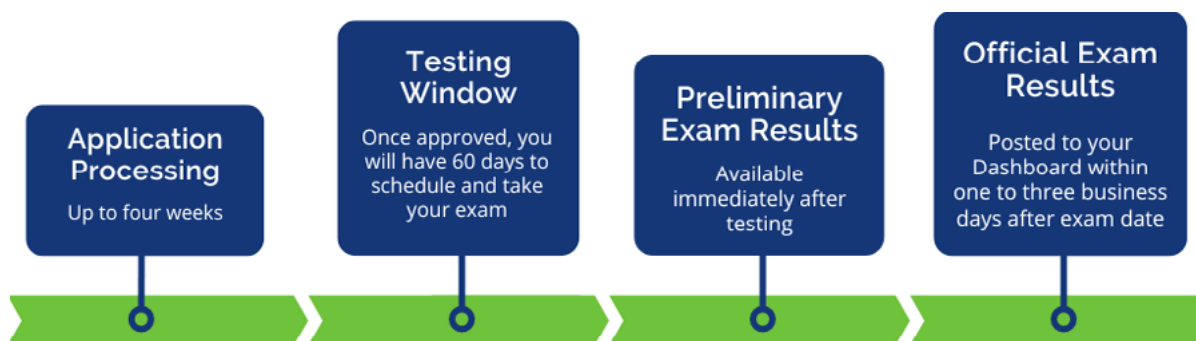 Application
Processing
Up to four weeks
Testing
Window
Once approved, you
will have 60 days to
schedule and take
your exam
Preliminary
Exam Results
Available
immediately after
testing
Official Exam
Results
Posted to your
Dashboard within
one to three business
days after exam date